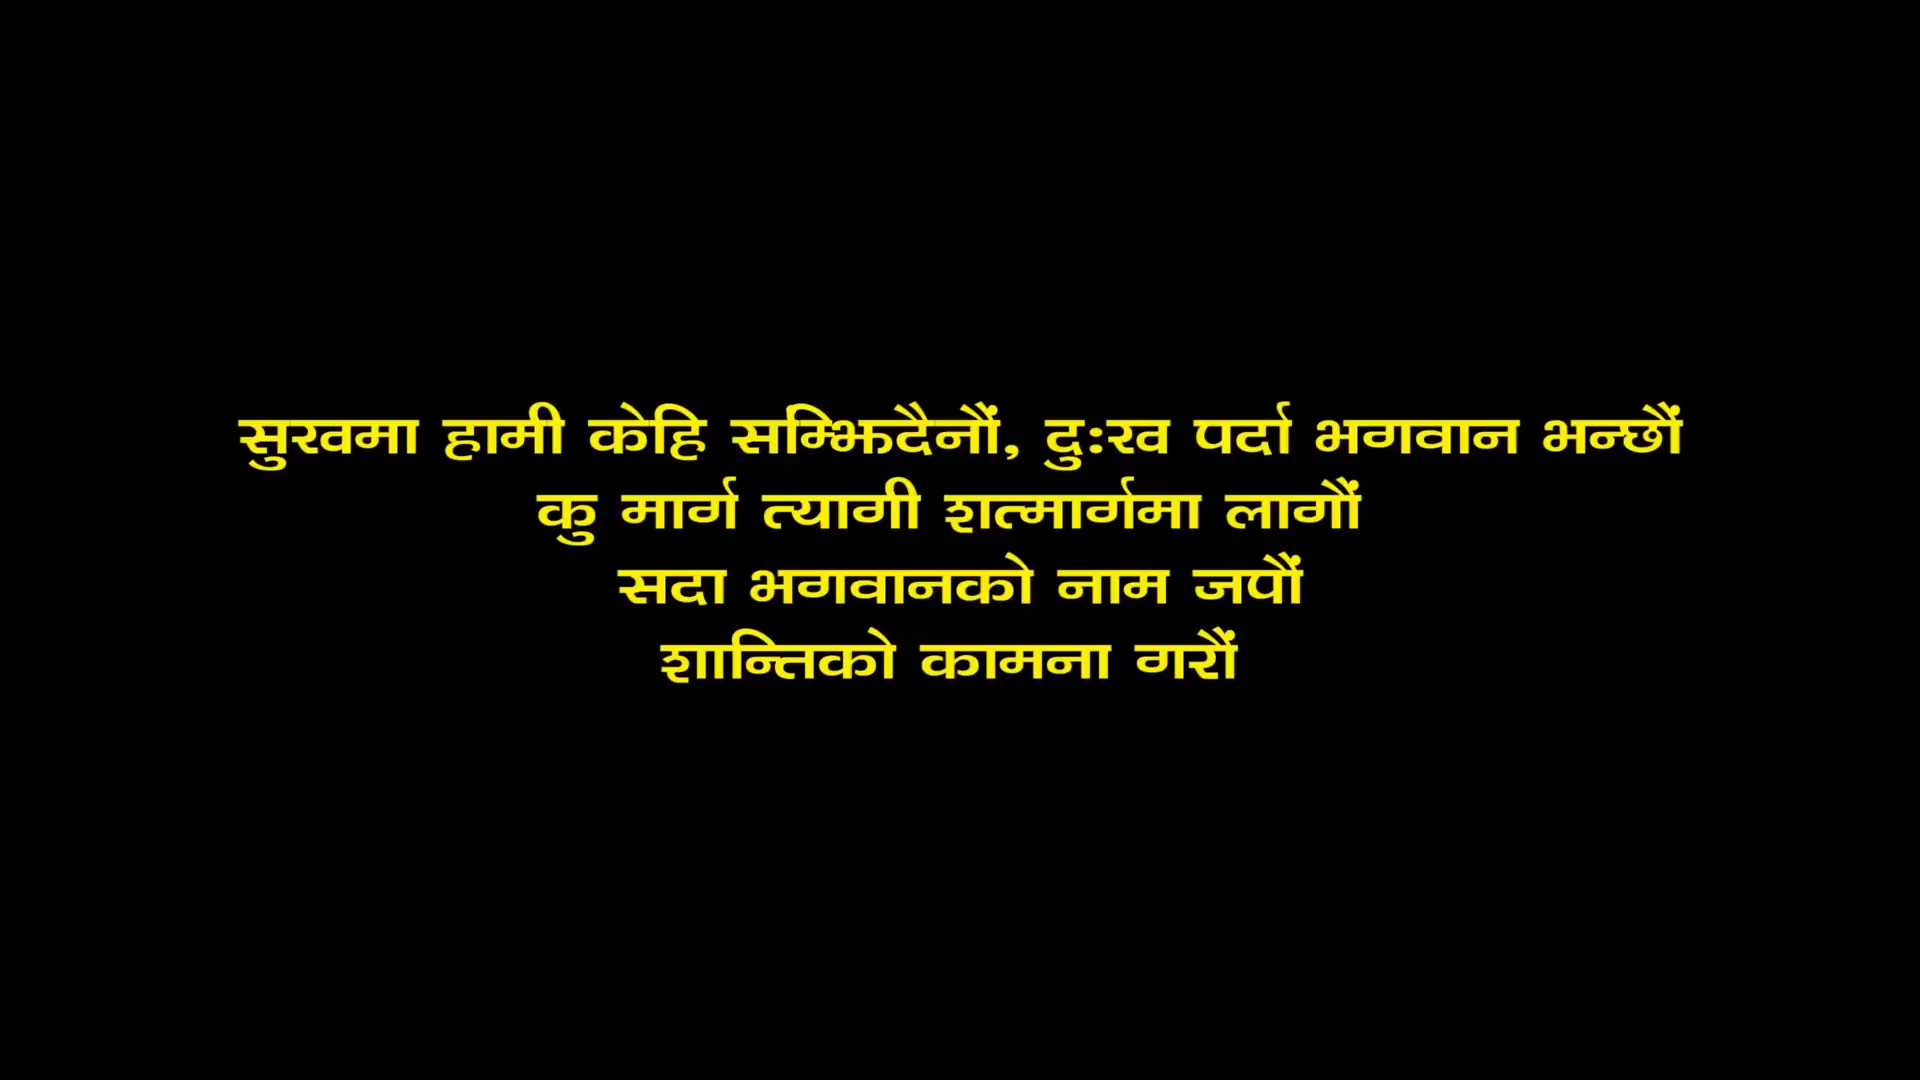 सुखमा हामी केहि सम्झिदैनौं, दुःख पर्दा भगवान भन्छौं
कु मार्ग त्यागी शत्मार्गमा लागौं
सदा भगवानको नाम जपौं
शान्तिको कामना गरौं